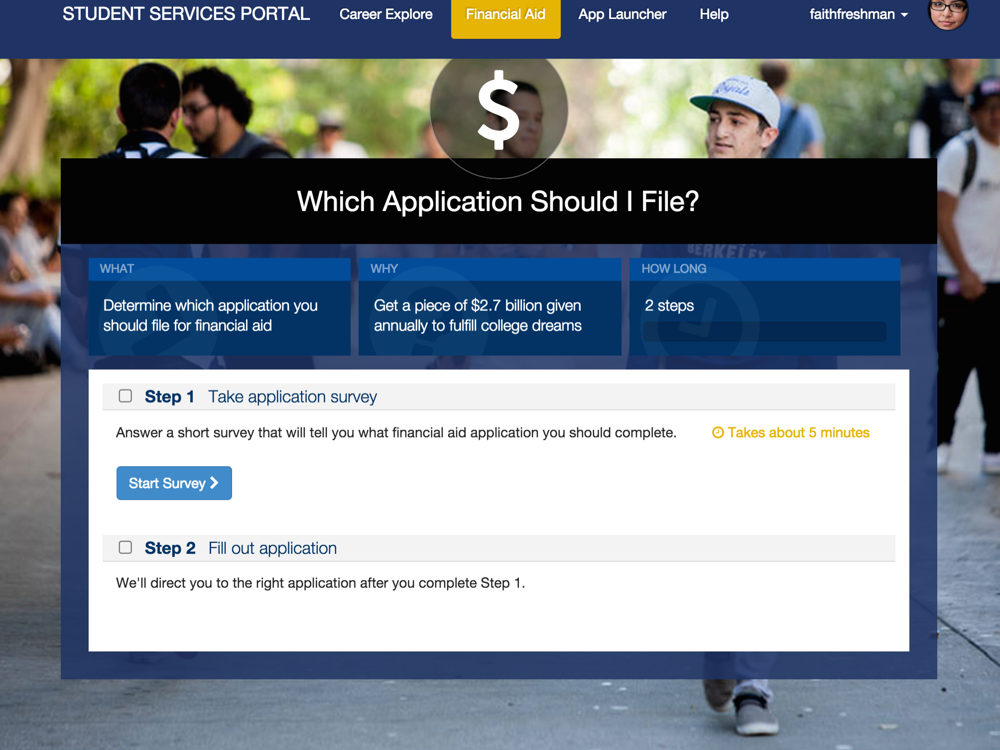 STUDENT SERVICES PORTAL Career Explore Financial Aid App Launcher Help faithfreshman
$
Royals
Which Application Should I File?
BERKELEY
WHAT WHY HOW LONG
Determine which application you
should file for financial aid
Get a piece of $2.7 billion given
annually to fulfill college dreams
2 steps
Step 1 Take application survey
Answer a short survey that will tell you what financial aid application you should complete. Takes about 5 minutes
Start Survey
Step 2 Fill out application
We'll direct you to the right application after you complete Step 1.